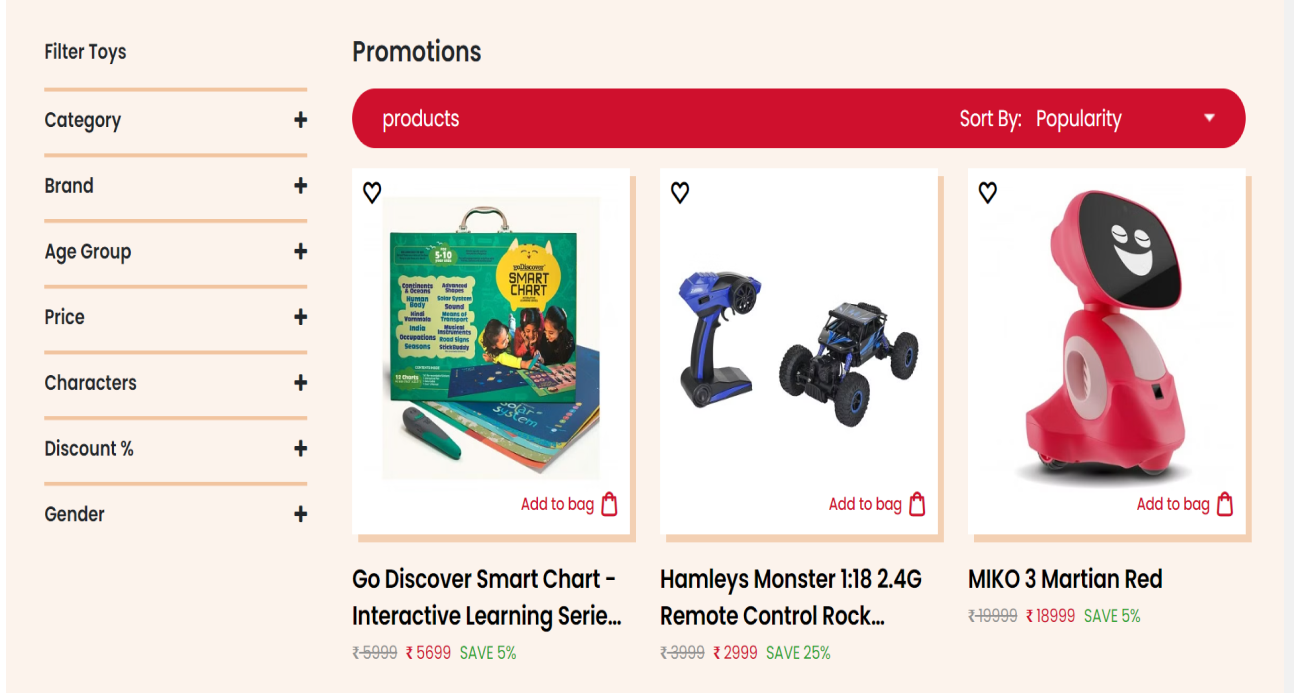 Filter Toys
Category +
Brand +
Age Group +
Price +
Characters +
Discount % +
Gender +
Promotions
products
Sort By: Popularity
5-10
goDiscover
SMART
CHART
Continents
& Oceans
Human
Body
Hindi
Varnmala
India
Occupations
Seasons
Advanced
Shapes
Solar System
Sound
Means of
Transport
Musical
Instruments
Road Signs
StickBuddy
12 Charts
Solar
System
Add to bag
Go Discover Smart Chart -
Interactive Learning Serie...
₹ 5999 ₹ 5699 SAVE 5%
Add to bag
Hamleys Monster 1:18 2.4G
Remote Control Rock...
₹ 3999 ₹ 2999 SAVE 25%
Add to bag
MIKO 3 Martian Red
₹ 19999 ₹ 18999 SAVE 5%